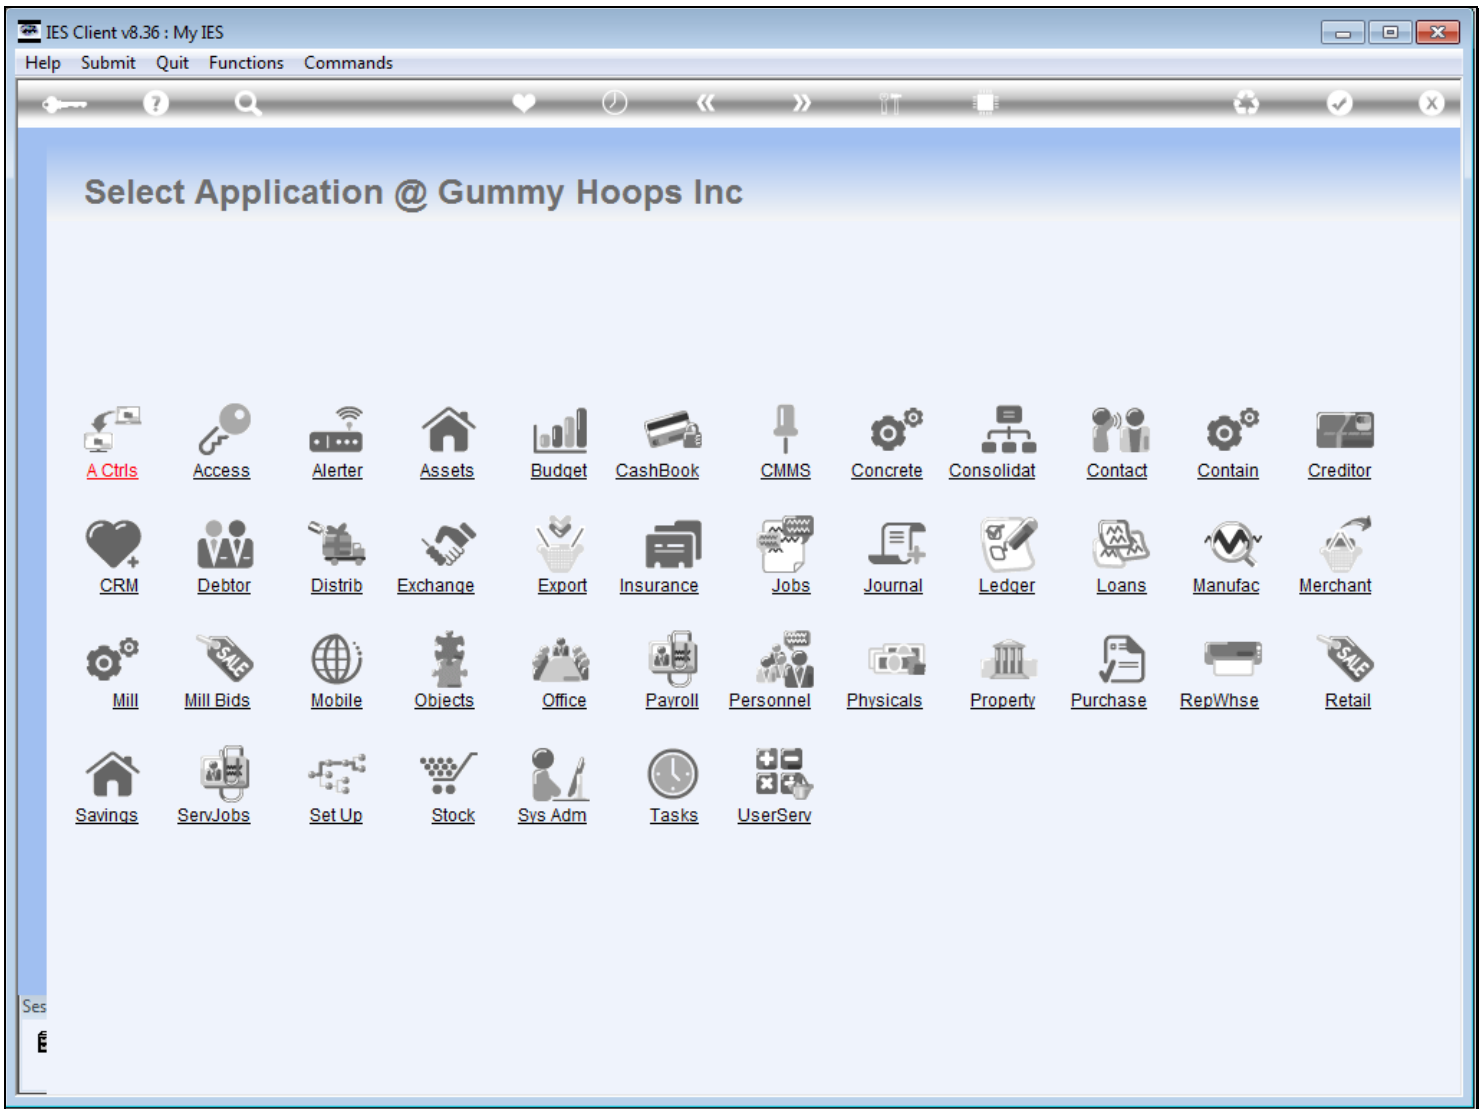 IES Client v8.36 : My IES
Help Submit Quit Functions Commands
Select Application @ Gummy Hoops Inc
A Ctrls Access Alerter Assets Budget CashBook CMMS Concrete Consolidat Contact Contain Creditor
CRM Debtor Distrib Exchange Export Insurance Jobs Journal Ledger Loans Manufac Merchant
SALE SALE
Mill Mill Bids Mobile Objects Office Payroll Personnel Physicals Property Purchase RepWhse Retail
Savings ServJobs Set Up Stock Sys Adm Tasks UserServ
Ses